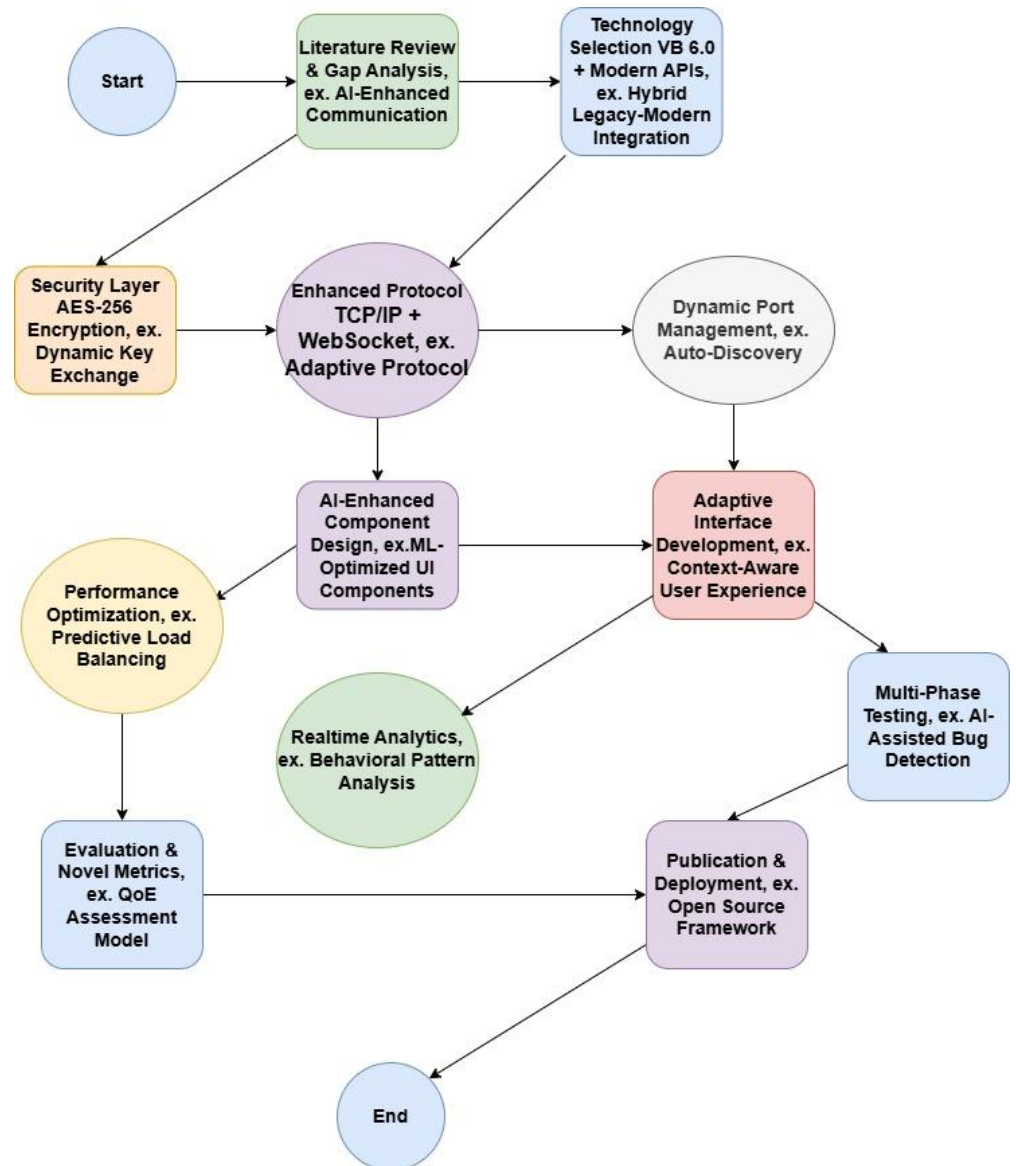 Start
Literature Review
& Gap Analysis,
ex. AI-Enhanced
Communication
Technology
Selection VB 6.0
+ Modern APIs,
ex. Hybrid
Legacy-Modern
Integration
Security Layer
AES-256
Encryption, ex.
Dynamic Key
Exchange
Enhanced Protocol
TCP/IP +
WebSocket, ex.
Adaptive Protocol
Dynamic Port
Management, ex.
Auto-Discovery
AI-Enhanced
Component
Design, ex.ML-
Optimized UI
Components
Adaptive
Interface
Development, ex.
Context-Aware
User Experience
Performance
Optimization, ex.
Predictive Load
Balancing
Realtime Analytics,
ex. Behavioral Pattern
Analysis
Multi-Phase
Testing, ex. AI-
Assisted Bug
Detection
Evaluation &
Novel Metrics,
ex. QoE
Assessment
Model
Publication &
Deployment, ex.
Open Source
Framework
End